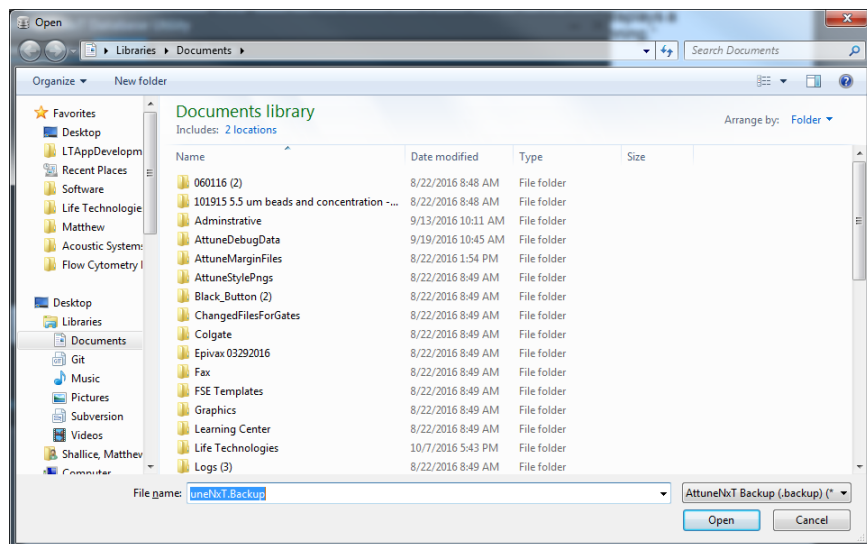 Open
Libraries ▸ Documents ▸
Search Documents
Organize ▾ New folder
Favorites
Desktop
LTAppDevelopm
Recent Places
Software
Life Technologie
Matthew
Acoustic System
Flow Cytometry
Desktop
Libraries
Documents
Git
Music
Pictures
Subversion
Videos
Shallice, Matthew
Computer
Documents library
Includes: 2 locations
Arrange by: Folder ▾
Name Date modified Type Size
060116 (2) 8/22/2016 8:48 AM File folder
101915 5.5 um beads and concentration -... 8/22/2016 8:48 AM File folder
Adminstrative 9/13/2016 10:11 AM File folder
AttuneDebugData 9/19/2016 10:45 AM File folder
AttuneMarginFiles 8/22/2016 1:54 PM File folder
AttuneStylePngs 8/22/2016 8:49 AM File folder
Black_Button (2) 8/22/2016 8:49 AM File folder
ChangedFilesForGates 8/22/2016 8:49 AM File folder
Colgate 8/22/2016 8:49 AM File folder
Epivax 03292016 8/22/2016 8:49 AM File folder
Fax 8/22/2016 8:49 AM File folder
FSE Templates 8/22/2016 8:49 AM File folder
Graphics 8/22/2016 8:49 AM File folder
Learning Center 8/22/2016 8:49 AM File folder
Life Technologies 10/7/2016 5:43 PM File folder
Logs (3) 8/22/2016 8:49 AM File folder
File name: uneNxT.Backup
AttuneNxT Backup (.backup) (*
Open Cancel